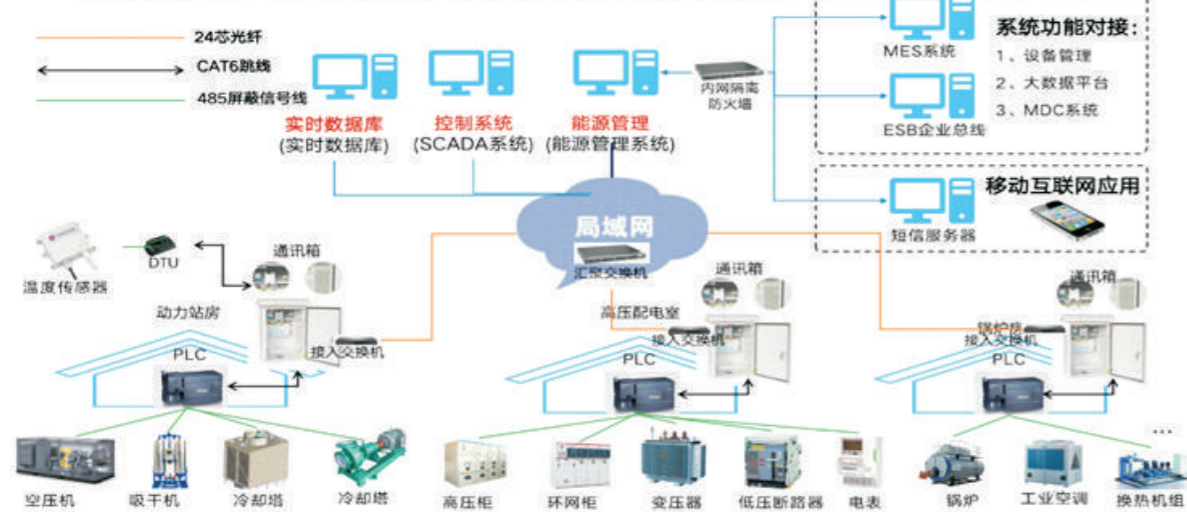 24芯光纤
CAT6跳线
485屏蔽信号线
实时数据库
(实时数据库)
控制系统
(SCADA系统)
能源管理
(能源管理系统)
内网隔离
防火墙
MES系统
ESB企业总线
系统功能对接：
1、设备管理
2、大数据平台
3、MDC系统
短信服务器
移动互联网应用
局域网
汇聚交换机
温度传感器
DTU
通讯箱
动力站房
接入交换机
PLC
通讯箱
高压配电室
接入交换机
PLC
通讯箱
锅炉房
接入交换机
PLC
空压机
吸干机
冷却塔
冷却塔
高压柜
环网柜
变压器
低压断路器
电表
锅炉
工业空调
换热机组
...